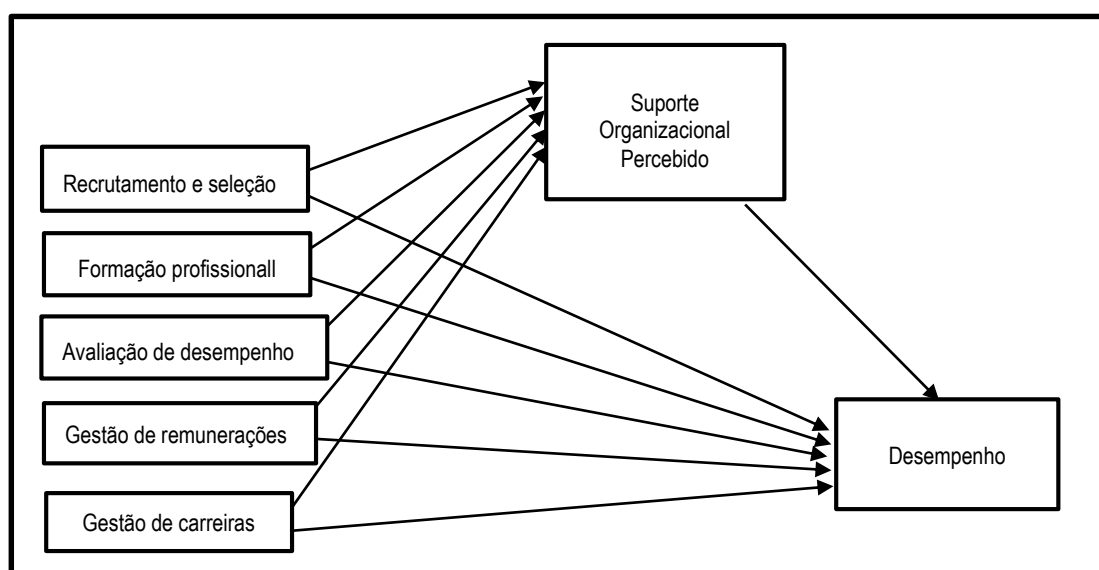 Suporte
Organizacional
Percebido
Recrutamento e seleção
Formação profissionall
Avaliação de desempenho
Gestão de remunerações
Gestão de carreiras
Desempenho